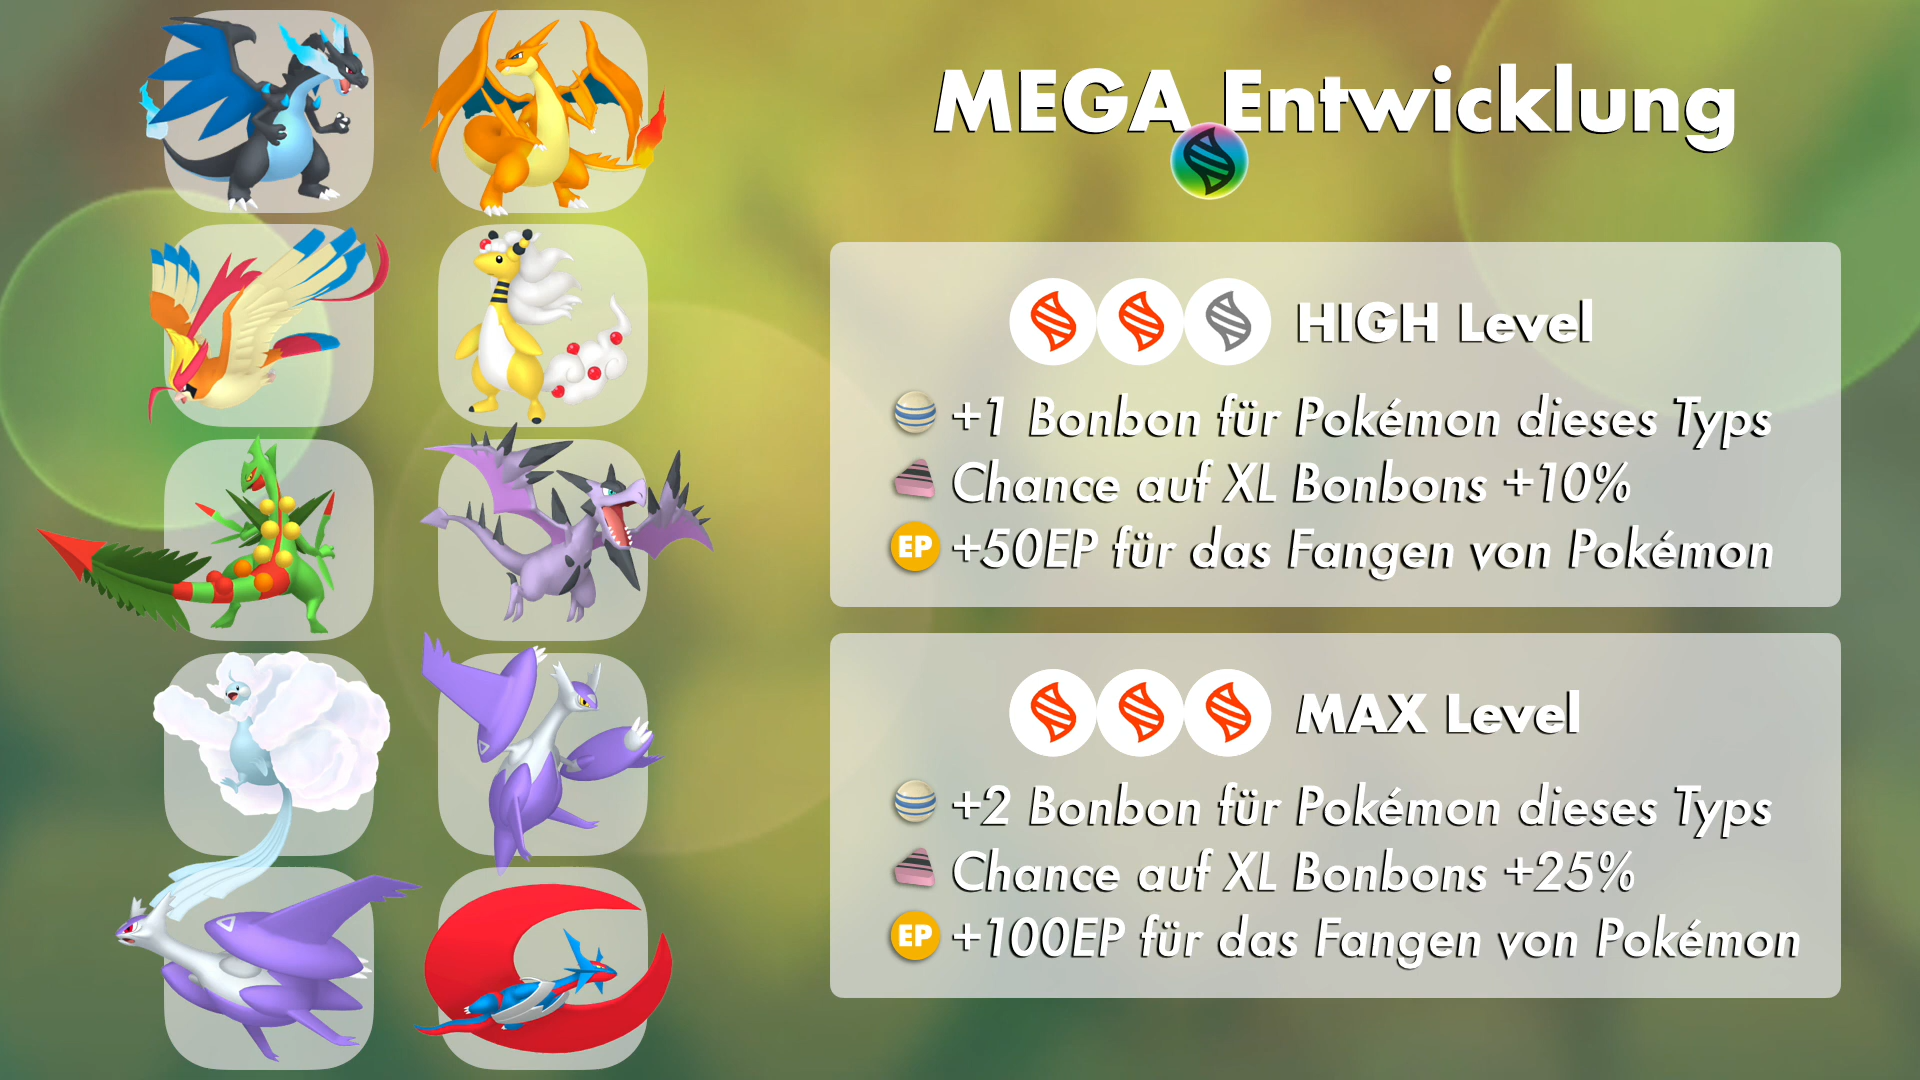 MEGA Entwicklung
HIGH Level
+1 Bonbon für Pokémon dieses Typs
Chance auf XL Bonbons +10%
EP +50EP für das Fangen von Pokémon
MAX Level
+2 Bonbon für Pokémon dieses Typs
Chance auf XL Bonbons +25%
EP +100EP für das Fangen von Pokémon